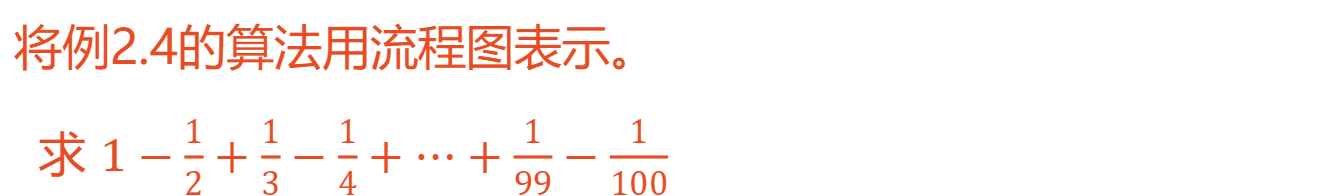 将例2.4的算法用流程图表示。
求 1 − 1/2 + 1/3 − 1/4 + ⋯ + 1/99 − 1/100